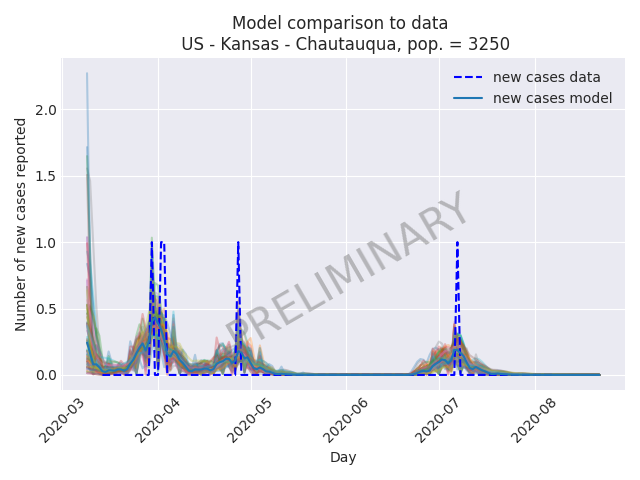 Model comparison to data
US - Kansas - Chautauqua, pop. = 3250
new cases data
new cases model
Number of new cases reported
2.0
1.5
1.0
0.5
0.0
PRELIMINARY
2020-03
2020-04
2020-05
2020-06
2020-07
2020-08
Day